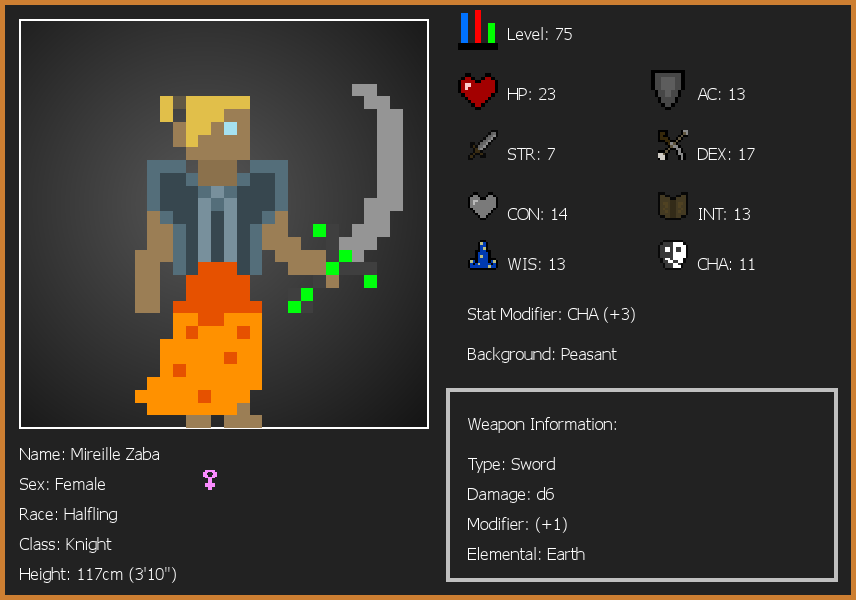 Level: 75
HP: 23
AC: 13
STR: 7
DEX: 17
CON: 14
INT: 13
WIS: 13
CHA: 11
Stat Modifier: CHA (+3)
Background: Peasant
Weapon Information:
Type: Sword
Damage: d6
Modifier: (+1)
Elemental: Earth
Name: Mireille Zaba
Sex: Female
Race: Halfling
Class: Knight
Height: 117cm (3'10")